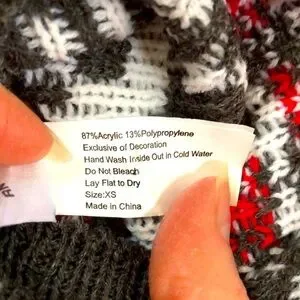 87%Acrylic 13%Polypropylene
Exclusive of Decoration
Hand Wash Inside Out in Cold Water
Do Not Bleach
Lay Flat to Dry
Size:XS
Made in China